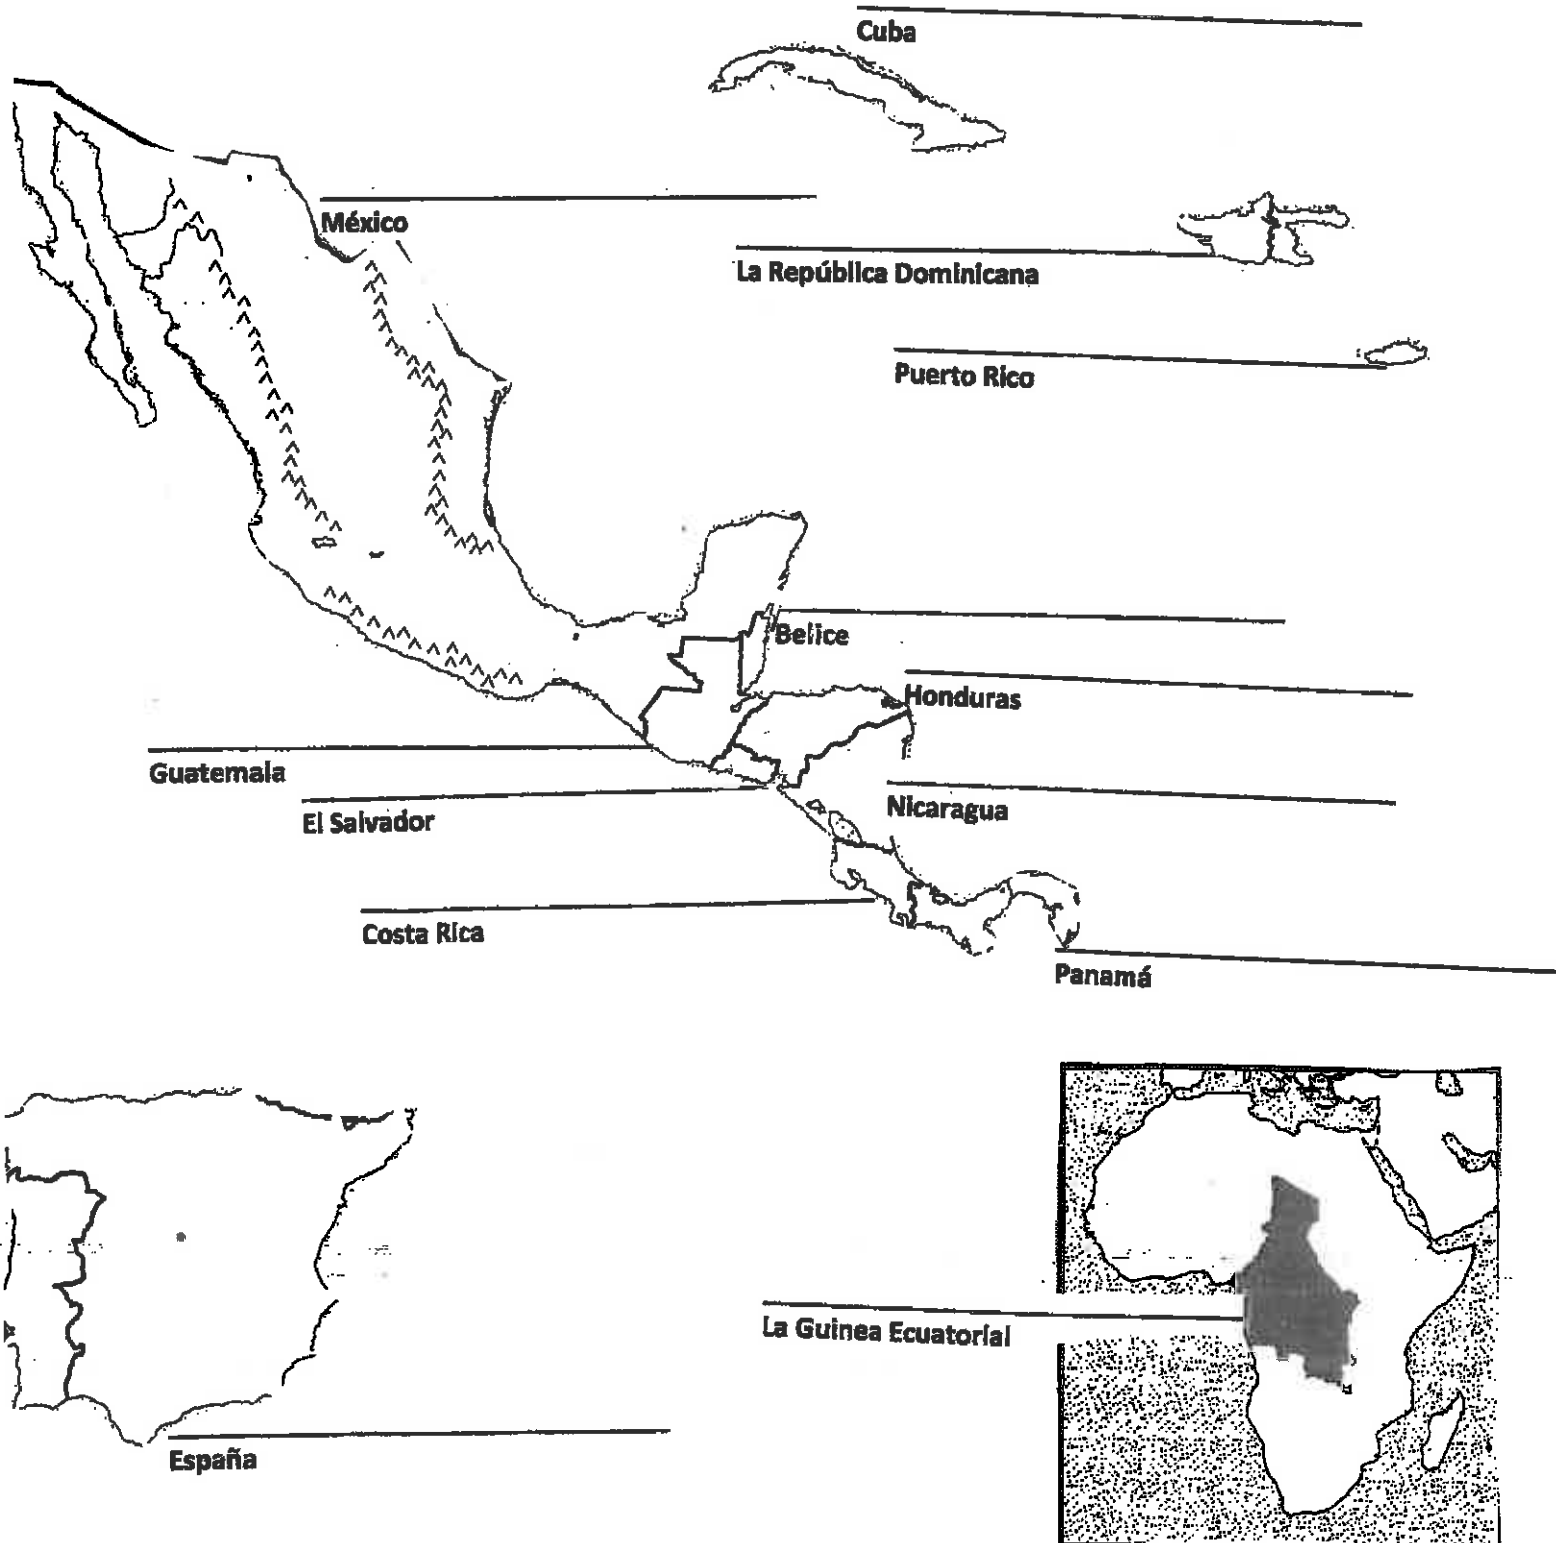 Cuba
México
La República Dominicana
Puerto Rico
Belice
Honduras
Guatemala
Nicaragua
El Salvador
Costa Rica
Panamá
La Guinea Ecuatorial
España